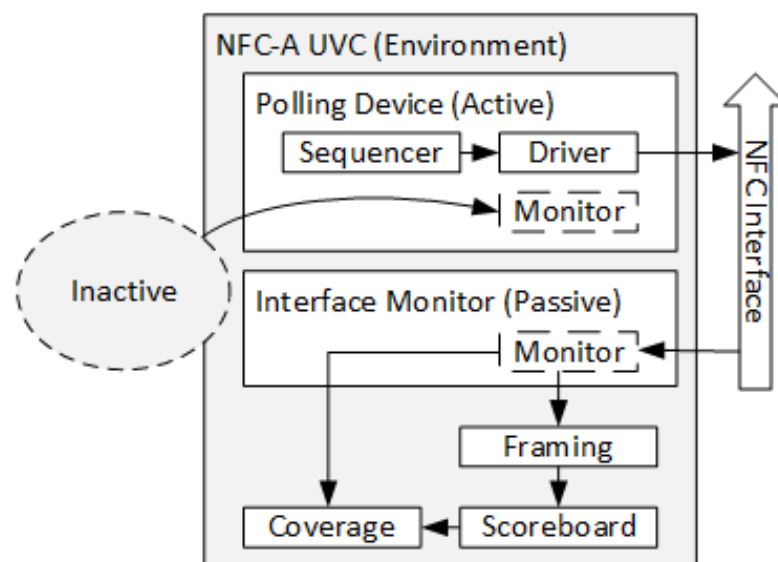 NFC-A UVC (Environment)
Polling Device (Active)
Sequencer
Driver
Monitor
NFC Interface
Inactive
Interface Monitor (Passive)
Monitor
Framing
Coverage
Scoreboard